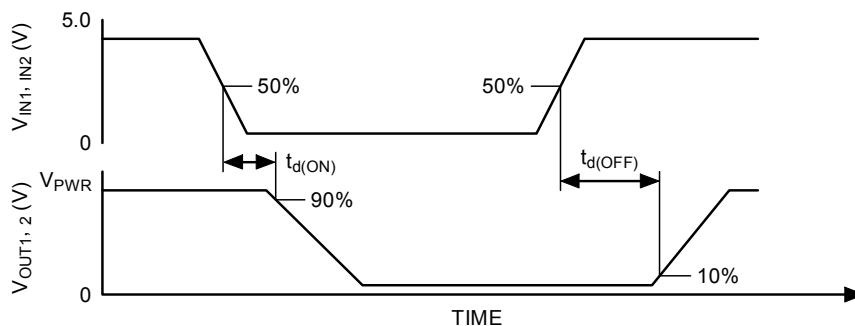 5.0
V_IN1, IN2 (V)
50%
50%
0
t_d(ON)
t_d(OFF)
V_PWR
90%
V_OUT1, 2 (V)
10%
0
TIME